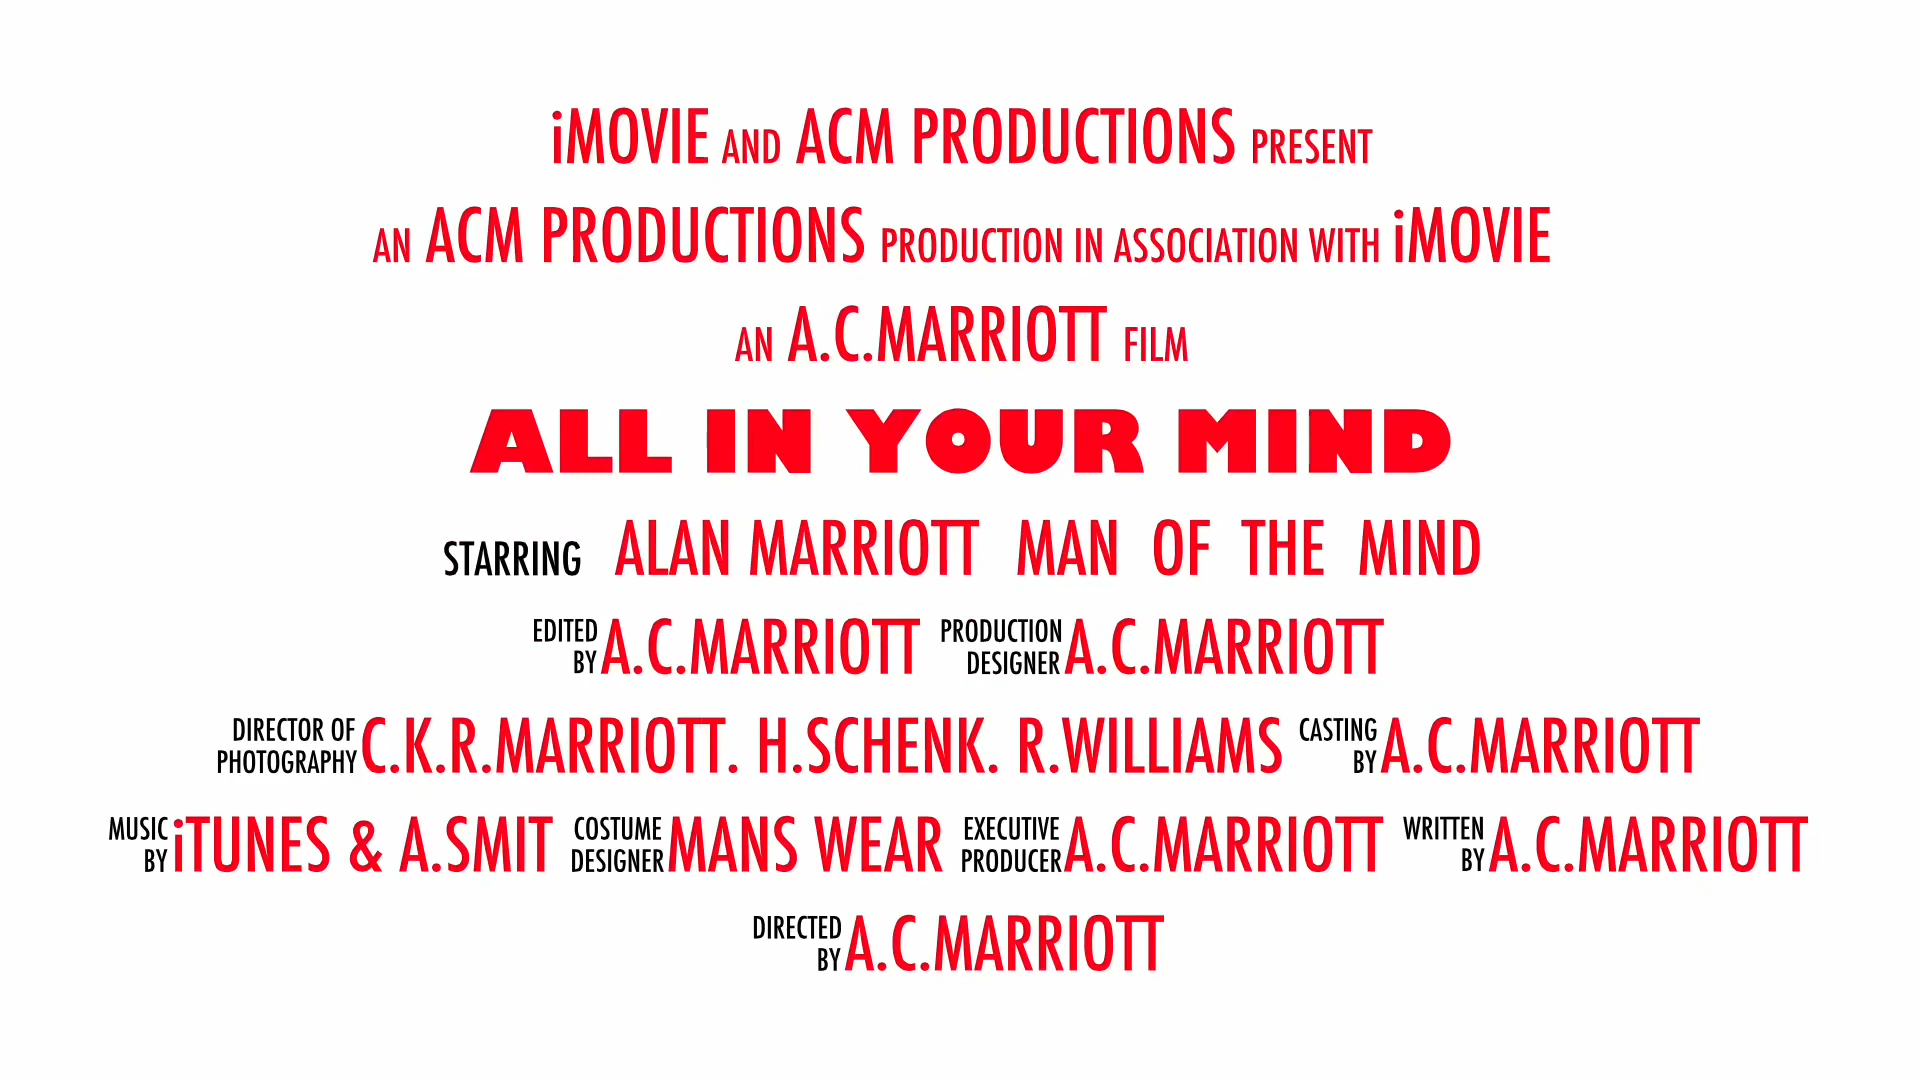 iMOVIE AND ACM PRODUCTIONS PRESENT
AN ACM PRODUCTIONS PRODUCTION IN ASSOCIATION WITH iMOVIE
AN A.C.MARRIOTT FILM
ALL IN YOUR MIND
STARRING ALAN MARRIOTT MAN OF THE MIND
EDITED BY A.C.MARRIOTT PRODUCTION DESIGNER A.C.MARRIOTT
DIRECTOR OF PHOTOGRAPHY C.K.R.MARRIOTT. H.SCHENK. R.WILLIAMS CASTING BY A.C.MARRIOTT
MUSIC BY iTUNES & A.SMIT COSTUME DESIGNER MANS WEAR EXECUTIVE PRODUCER A.C.MARRIOTT WRITTEN BY A.C.MARRIOTT
DIRECTED BY A.C.MARRIOTT